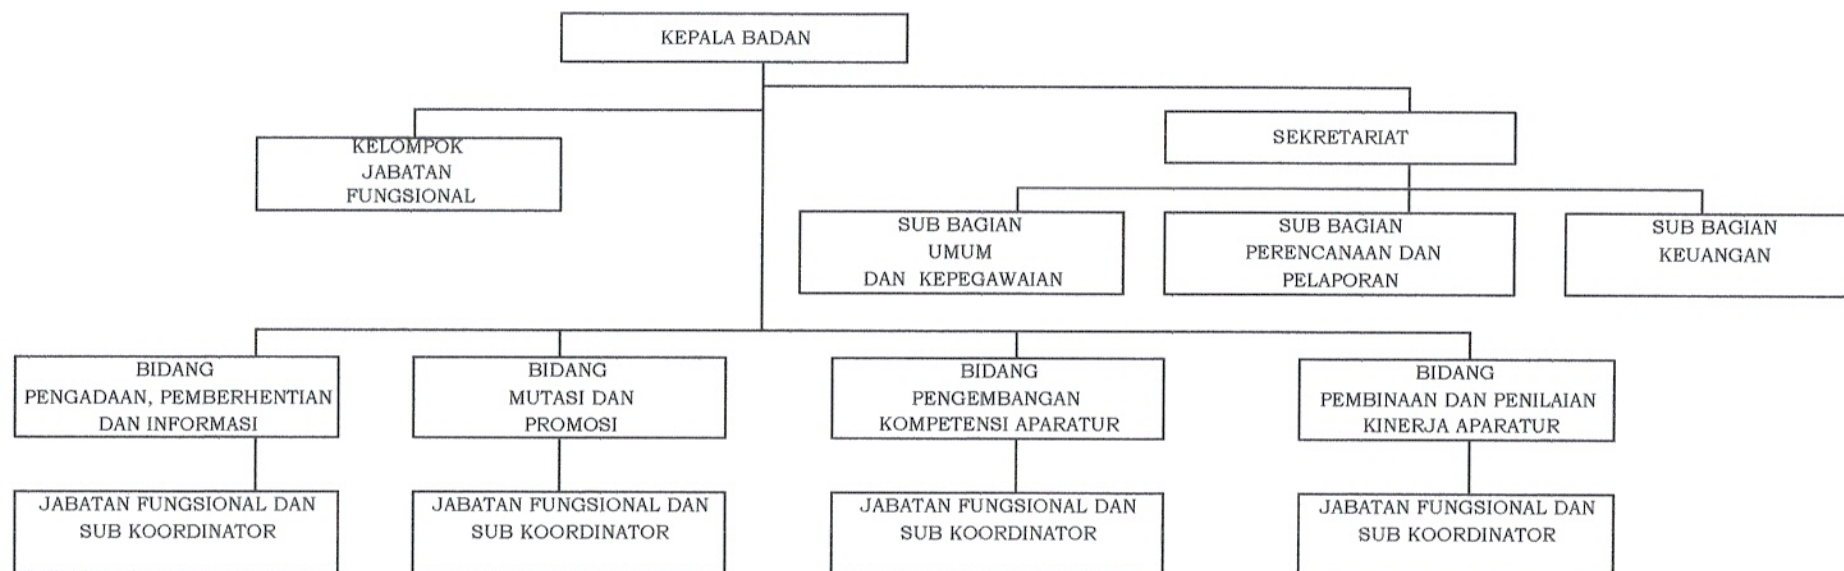 KEPALA BADAN
KELOMPOK
JABATAN
FUNGSIONAL
SEKRETARIAT
SUB BAGIAN
UMUM
DAN KEPEGAWAIAN
SUB BAGIAN
PERENCANAAN DAN
PELAPORAN
SUB BAGIAN
KEUANGAN
BIDANG
PENGADAAN, PEMBERHENTIAN
DAN INFORMASI
BIDANG
MUTASI DAN
PROMOSI
BIDANG
PENGEMBANGAN
KOMPETENSI APARATUR
BIDANG
PEMBINAAN DAN PENILAIAN
KINERJA APARATUR
JABATAN FUNGSIONAL DAN
SUB KOORDINATOR
JABATAN FUNGSIONAL DAN
SUB KOORDINATOR
JABATAN FUNGSIONAL DAN
SUB KOORDINATOR
JABATAN FUNGSIONAL DAN
SUB KOORDINATOR